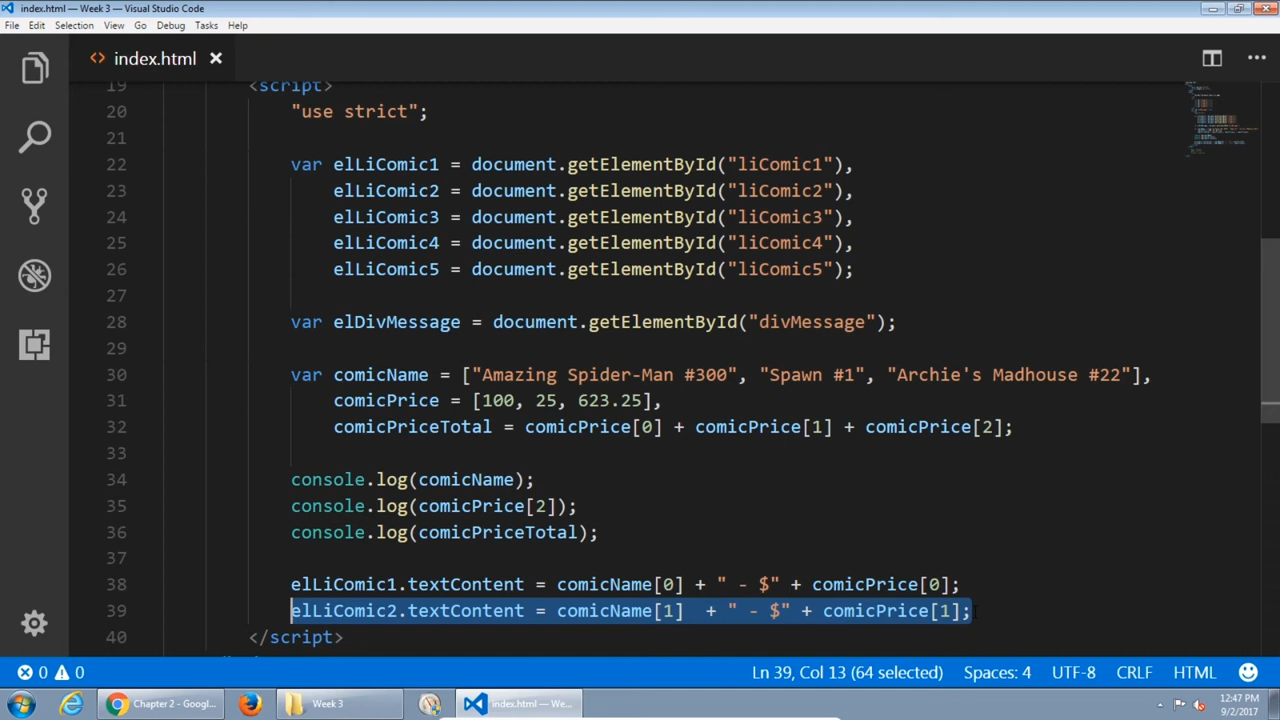 index.html — Week 3 — Visual Studio Code
File Edit Selection View Go Debug Tasks Help
index.html
19 <script>
20 "use strict";
21
22 var elLiComic1 = document.getElementById("liComic1"),
23 elLiComic2 = document.getElementById("liComic2"),
24 elLiComic3 = document.getElementById("liComic3"),
25 elLiComic4 = document.getElementById("liComic4"),
26 elLiComic5 = document.getElementById("liComic5");
27
28 var elDivMessage = document.getElementById("divMessage");
29
30 var comicName = ["Amazing Spider-Man #300", "Spawn #1", "Archie's Madhouse #22"],
31 comicPrice = [100, 25, 623.25],
32 comicPriceTotal = comicPrice[0] + comicPrice[1] + comicPrice[2];
33
34 console.log(comicName);
35 console.log(comicPrice[2]);
36 console.log(comicPriceTotal);
37
38 elLiComic1.textContent = comicName[0] + " - $" + comicPrice[0];
39 elLiComic2.textContent = comicName[1]  + " - $" + comicPrice[1];
40 </script>
0 0 Ln 39, Col 13 (64 selected) Spaces: 4 UTF-8 CRLF HTML
Chapter 2 - Googl... Week 3 index.html — We... 12:47 PM
9/2/2017